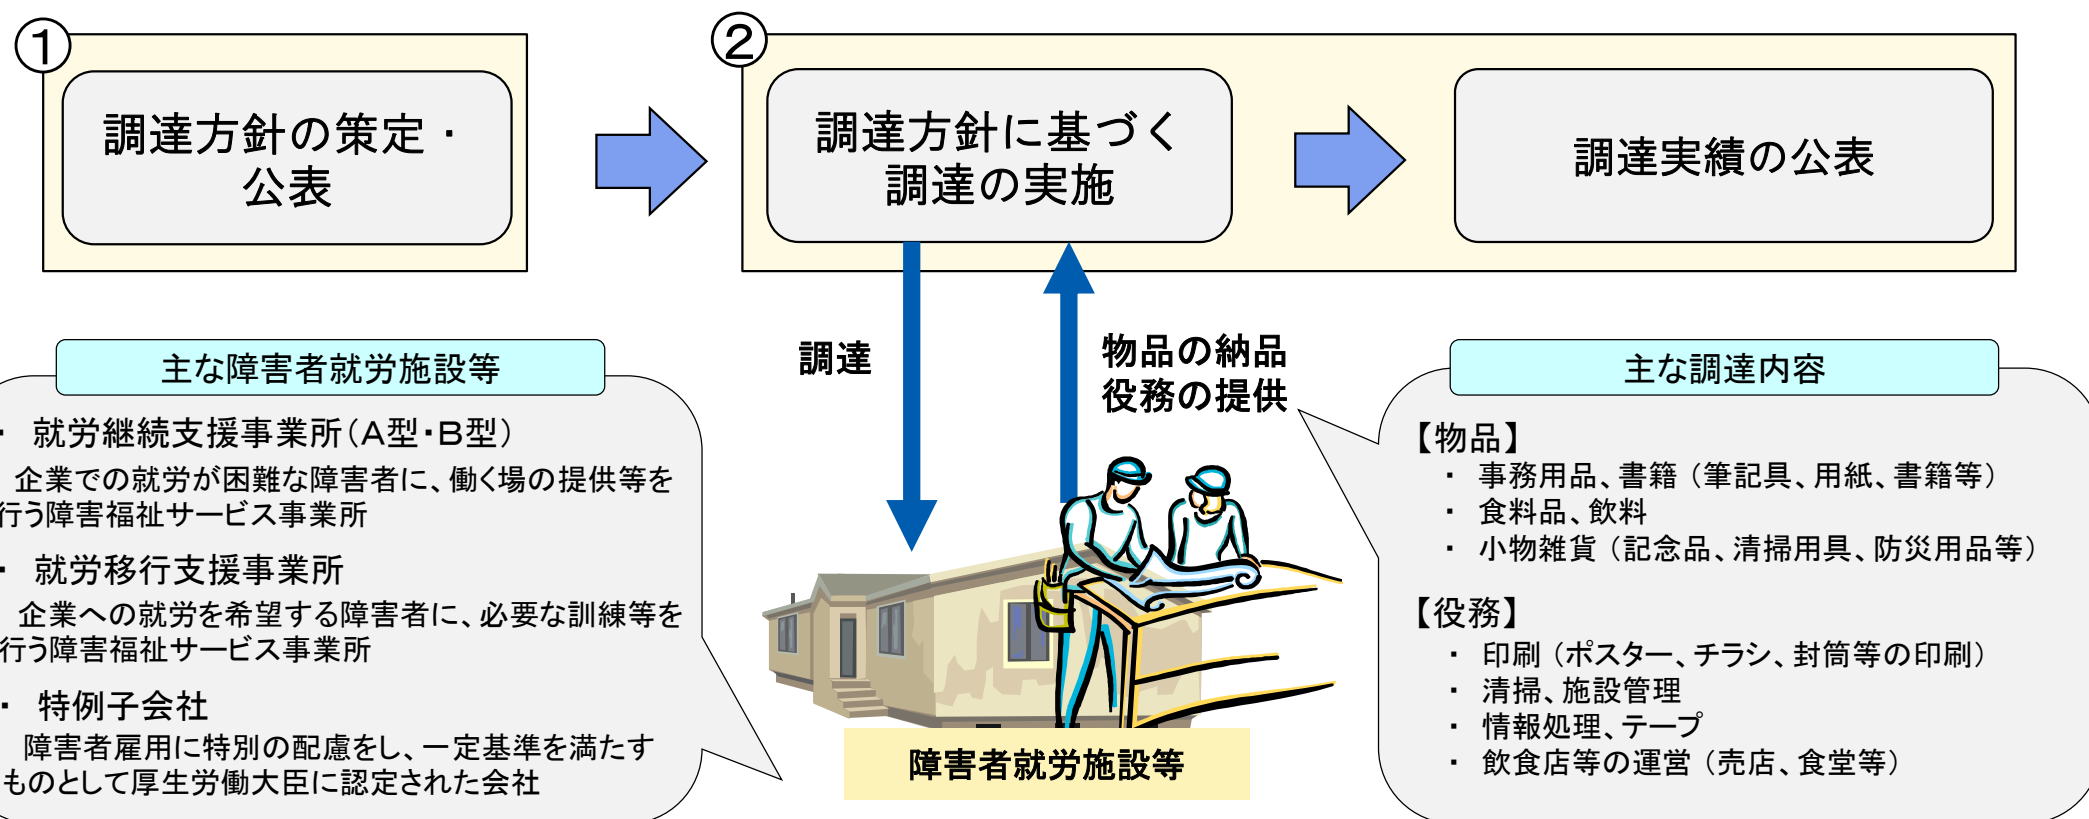 ①
調達方針の策定・
公表
②
調達方針に基づく
調達の実施
調達実績の公表
調達
物品の納品
役務の提供
主な障害者就労施設等
・ 就労継続支援事業所（A型・B型）
企業での就労が困難な障害者に、働く場の提供等を
行う障害福祉サービス事業所
・ 就労移行支援事業所
企業への就労を希望する障害者に、必要な訓練等を
行う障害福祉サービス事業所
・ 特例子会社
障害者雇用に特別の配慮をし、一定基準を満たす
ものとして厚生労働大臣に認定された会社
障害者就労施設等
主な調達内容
【物品】
・ 事務用品、書籍（筆記具、用紙、書籍等）
・ 食料品、飲料
・ 小物雑貨（記念品、清掃用具、防災用品等）
【役務】
・ 印刷（ポスター、チラシ、封筒等の印刷）
・ 清掃、施設管理
・ 情報処理、テープ
・ 飲食店等の運営（売店、食堂等）